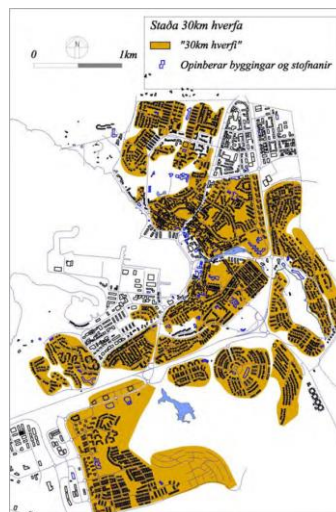 Staða 30km hverfa
"30km hverfi"
Opinberar byggingar og stofnanir
N
0 1km